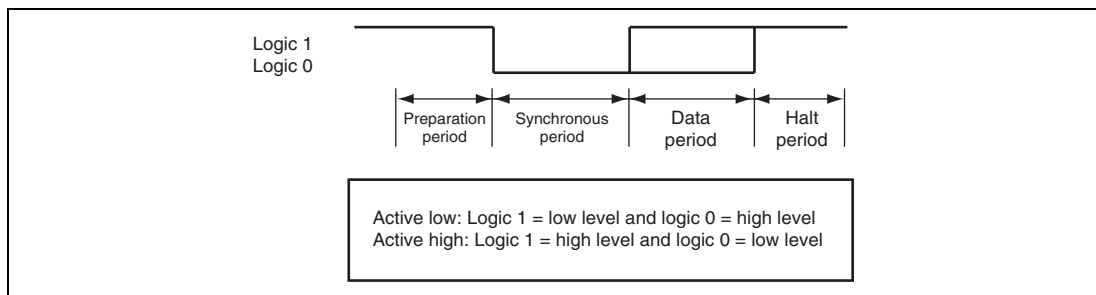 Logic 1
Logic 0
Preparation
period
Synchronous
period
Data
period
Halt
period
Active low: Logic 1 = low level and logic 0 = high level
Active high: Logic 1 = high level and logic 0 = low level